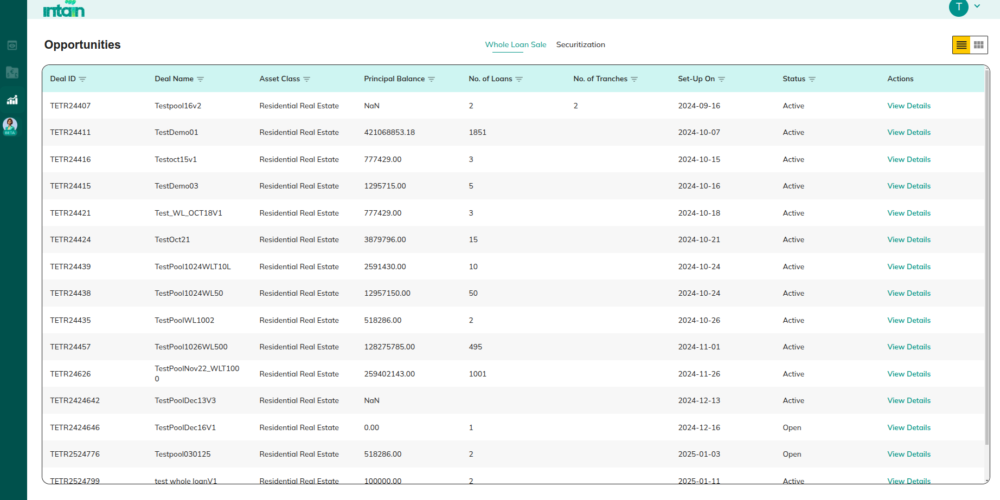 intain
T
BETA
Opportunities
Whole Loan Sale Securitization
Deal ID Deal Name Asset Class Principal Balance No. of Loans No. of Tranches Set-Up On Status Actions
TETR24407 Testpool16v2 Residential Real Estate NaN 2 2 2024-09-16 Active View Details
TETR24411 TestDemo01 Residential Real Estate 421068853.18 1851 2024-10-07 Active View Details
TETR24416 Testoct15v1 Residential Real Estate 777429.00 3 2024-10-15 Active View Details
TETR24415 TestDemo03 Residential Real Estate 1295715.00 5 2024-10-16 Active View Details
TETR24421 Test_WL_OCT18V1 Residential Real Estate 777429.00 3 2024-10-18 Active View Details
TETR24424 TestOct21 Residential Real Estate 3879796.00 15 2024-10-21 Active View Details
TETR24439 TestPool1024WLT10L Residential Real Estate 2591430.00 10 2024-10-24 Active View Details
TETR24438 TestPool1024WL50 Residential Real Estate 12957150.00 50 2024-10-24 Active View Details
TETR24435 TestPoolWL1002 Residential Real Estate 518286.00 2 2024-10-26 Active View Details
TETR24457 TestPool1026WL500 Residential Real Estate 128275785.00 495 2024-11-01 Active View Details
TETR24626 TestPoolNov22_WLT100
0 Residential Real Estate 259402143.00 1001 2024-11-26 Active View Details
TETR2424642 TestPoolDec13V3 Residential Real Estate NaN 2024-12-13 Active View Details
TETR2424646 TestPoolDec16V1 Residential Real Estate 0.00 1 2024-12-16 Open View Details
TETR2524776 Testpool030125 Residential Real Estate 518286.00 2 2025-01-03 Open View Details
TETR2524799 test whole loanV1 Residential Real Estate 100000.00 2 2025-01-11 Active View Details